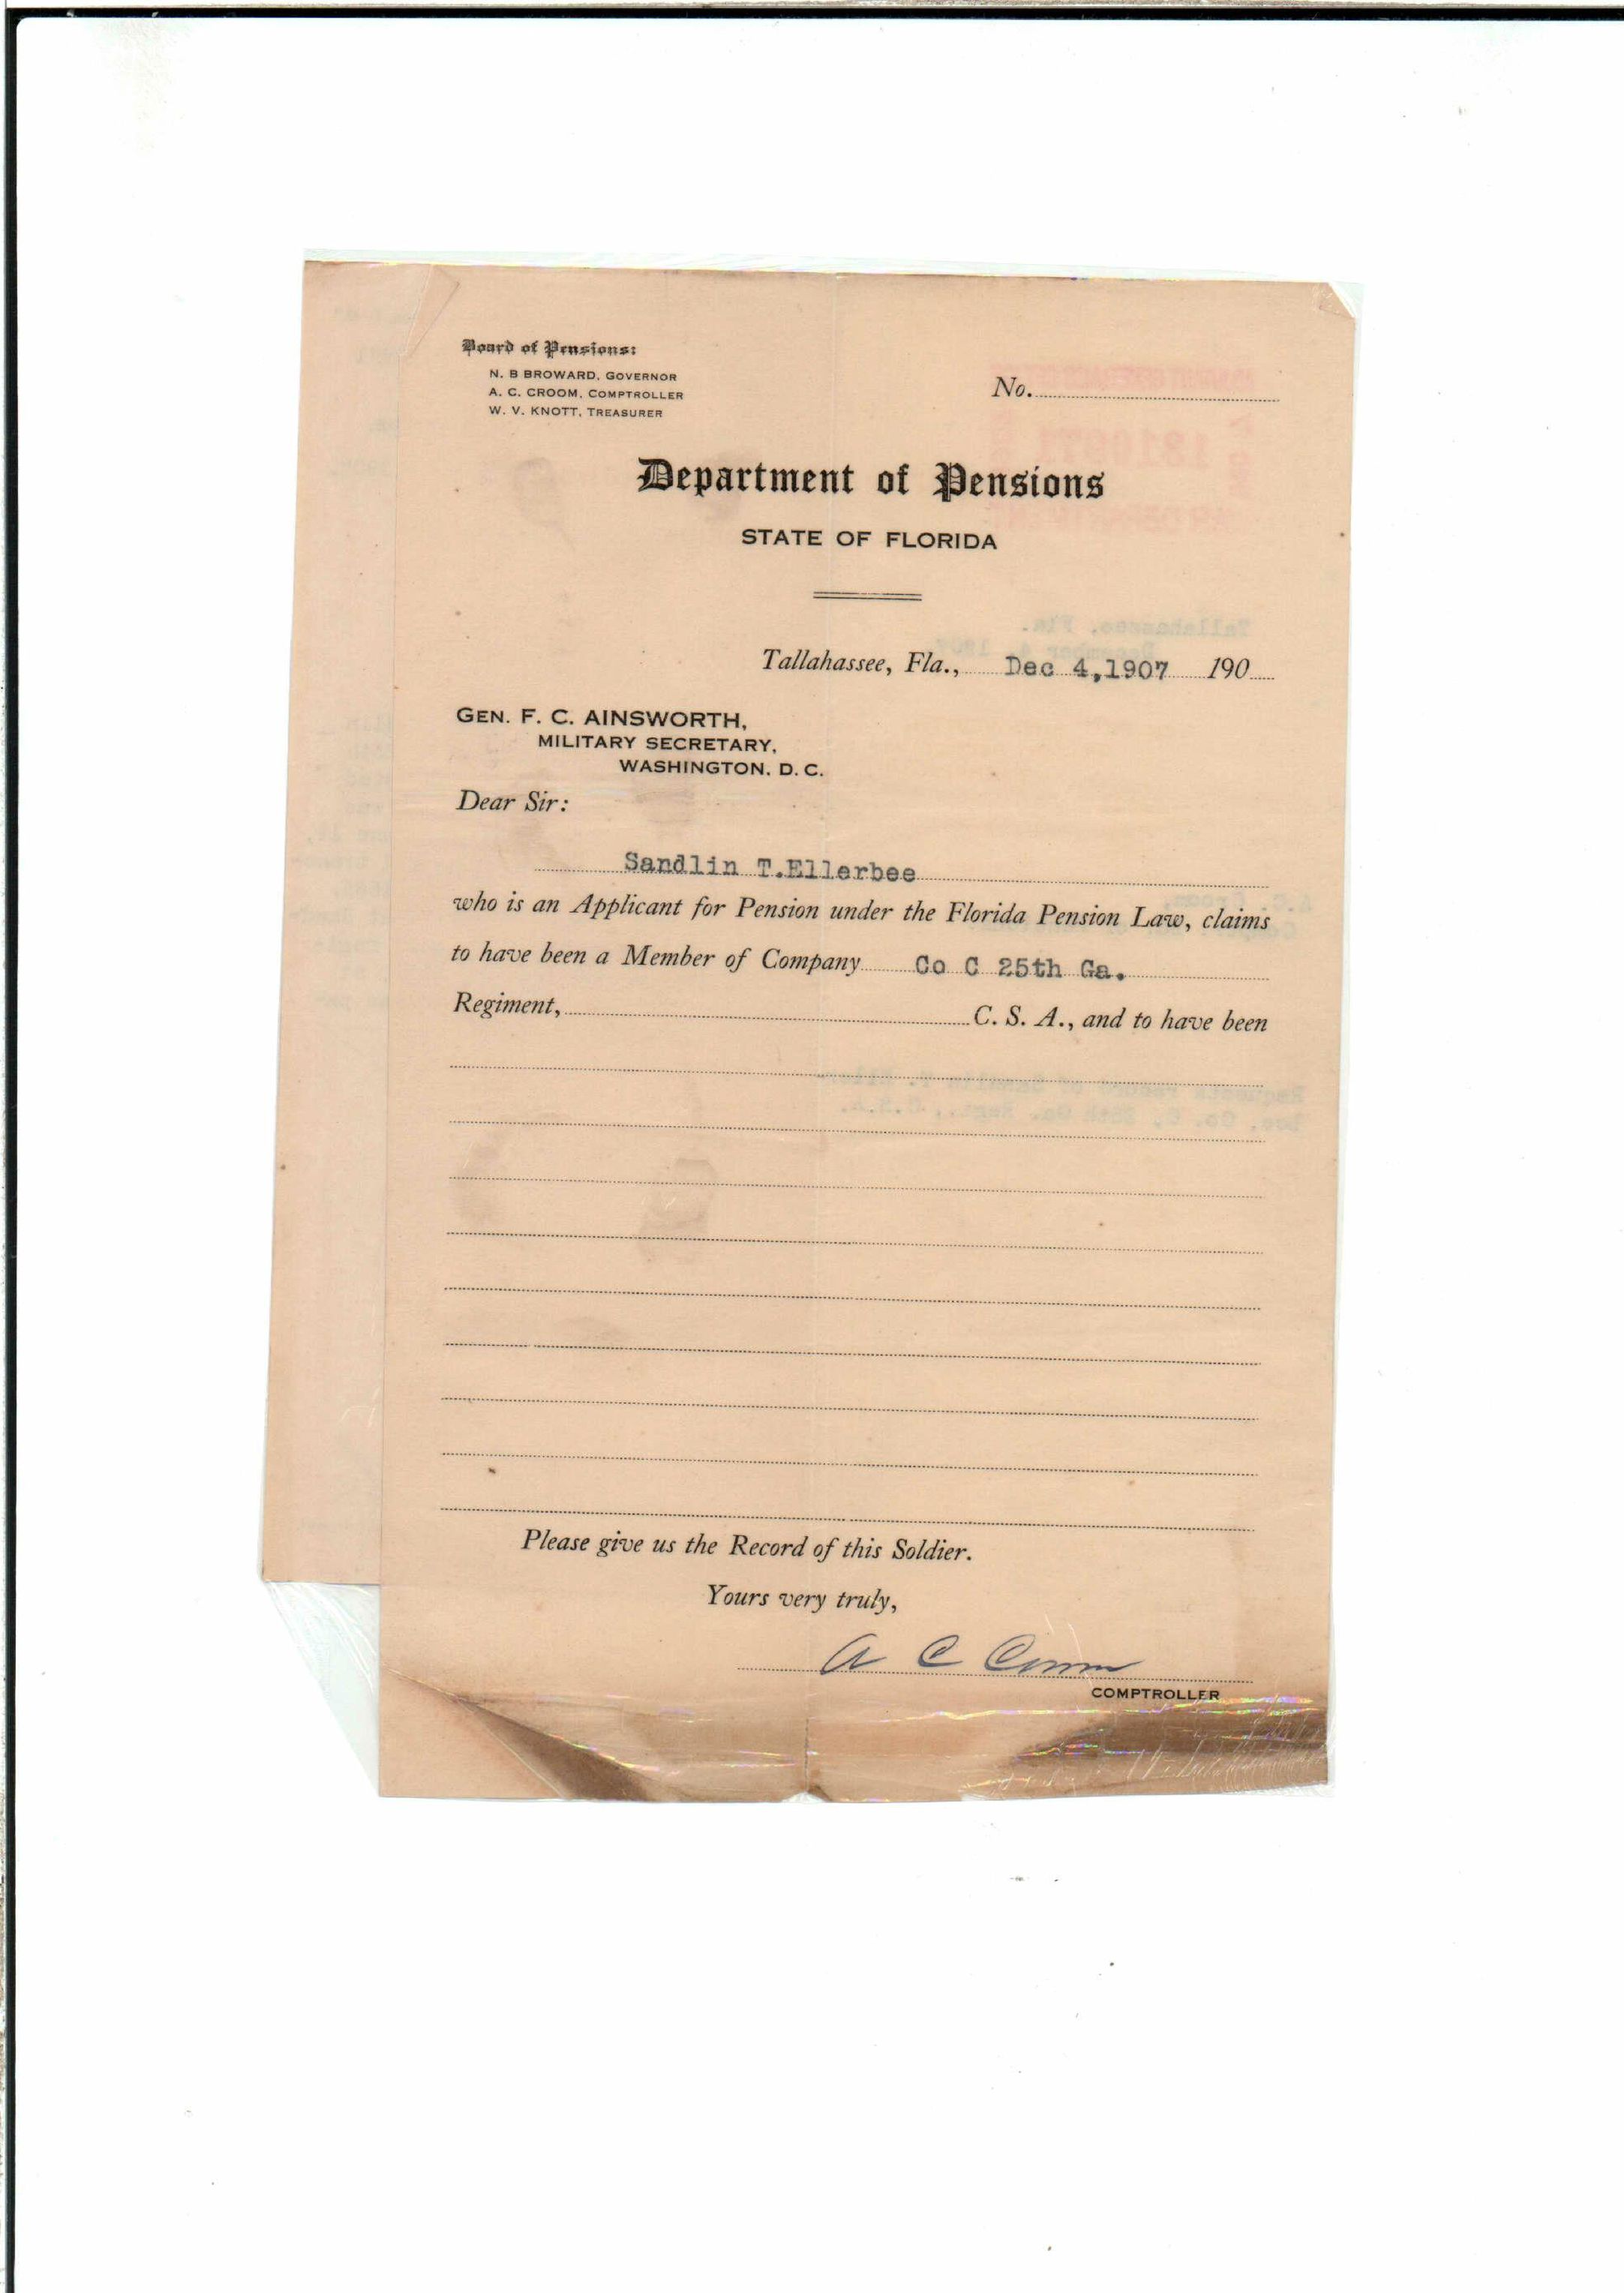 Board of Pensions:
N. B BROWARD, GOVERNOR
A. C. CROOM, COMPTROLLER
W. V. KNOTT, TREASURER
No.
Department of Pensions
STATE OF FLORIDA
Tallahassee, Fla., Dec 4,1907 190
GEN. F. C. AINSWORTH,
MILITARY SECRETARY,
WASHINGTON, D. C.
Dear Sir:
Sandlin T.Ellerbee
who is an Applicant for Pension under the Florida Pension Law, claims
to have been a Member of Company Co C 25th Ga.
Regiment, C. S. A., and to have been
Please give us the Record of this Soldier.
Yours very truly,
A C Croom
COMPTROLLER